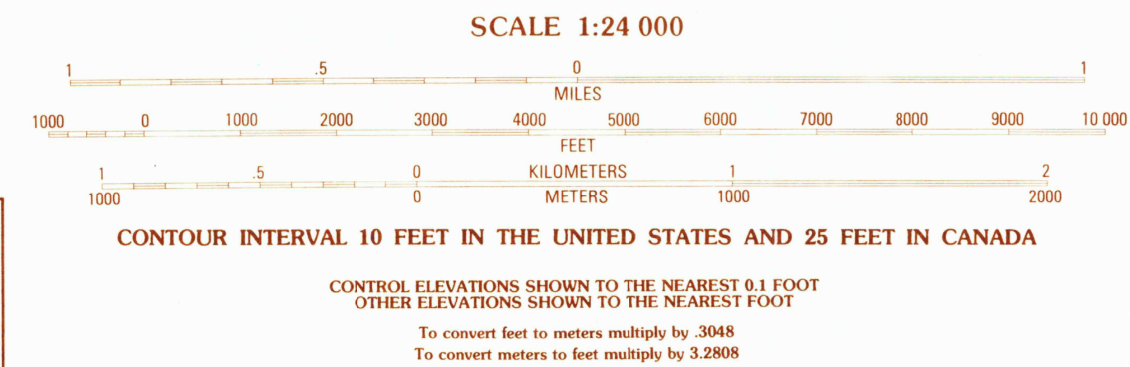 SCALE 1:24 000
1 .5 0 1
MILES
1000 0 1000 2000 3000 4000 5000 6000 7000 8000 9000 10 000
FEET
1 .5 0 KILOMETERS 1 2
1000 0 METERS 1000 2000
CONTOUR INTERVAL 10 FEET IN THE UNITED STATES AND 25 FEET IN CANADA
CONTROL ELEVATIONS SHOWN TO THE NEAREST 0.1 FOOT
OTHER ELEVATIONS SHOWN TO THE NEAREST FOOT
To convert feet to meters multiply by .3048
To convert meters to feet multiply by 3.2808